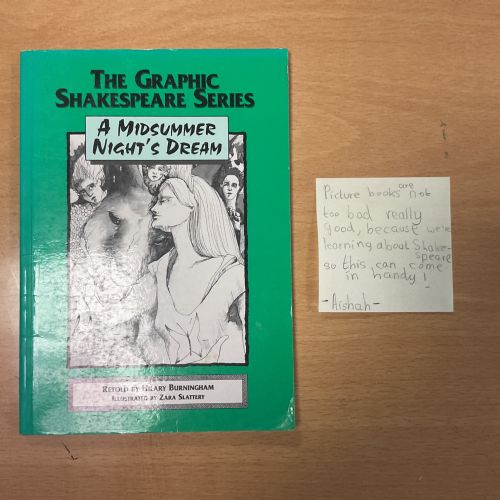 THE GRAPHIC
SHAKESPEARE SERIES
A MIDSUMMER
NIGHT'S DREAM
RETOLD BY HILARY BURNINGHAM
ILLUSTRATED BY ZARA SLATTERY
Picture books are not
too bad really
good, because we're
learning about Shake-
speare
so this can come
in handy!
- Aishah -